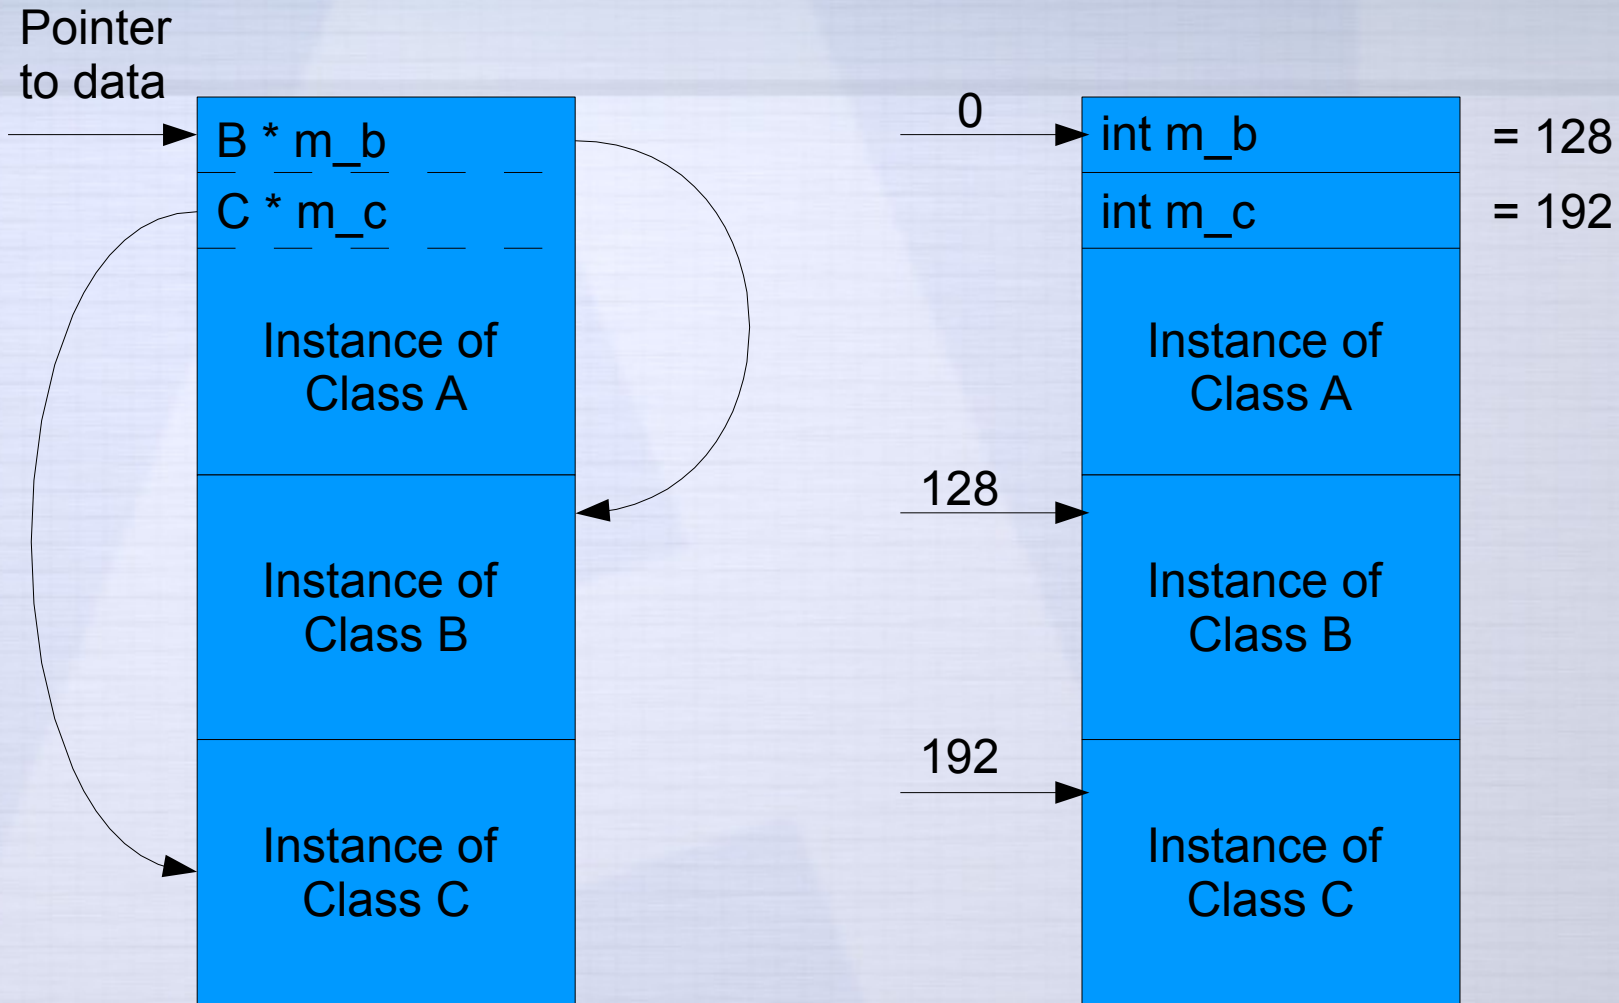 Pointer
to data
B * m_b
C * m_c
Instance of
Class A
Instance of
Class B
Instance of
Class C
0
int m_b
= 128
int m_c
= 192
Instance of
Class A
128
Instance of
Class B
192
Instance of
Class C